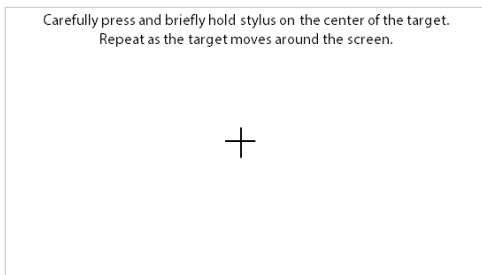 Carefully press and briefly hold stylus on the center of the target.
Repeat as the target moves around the screen.